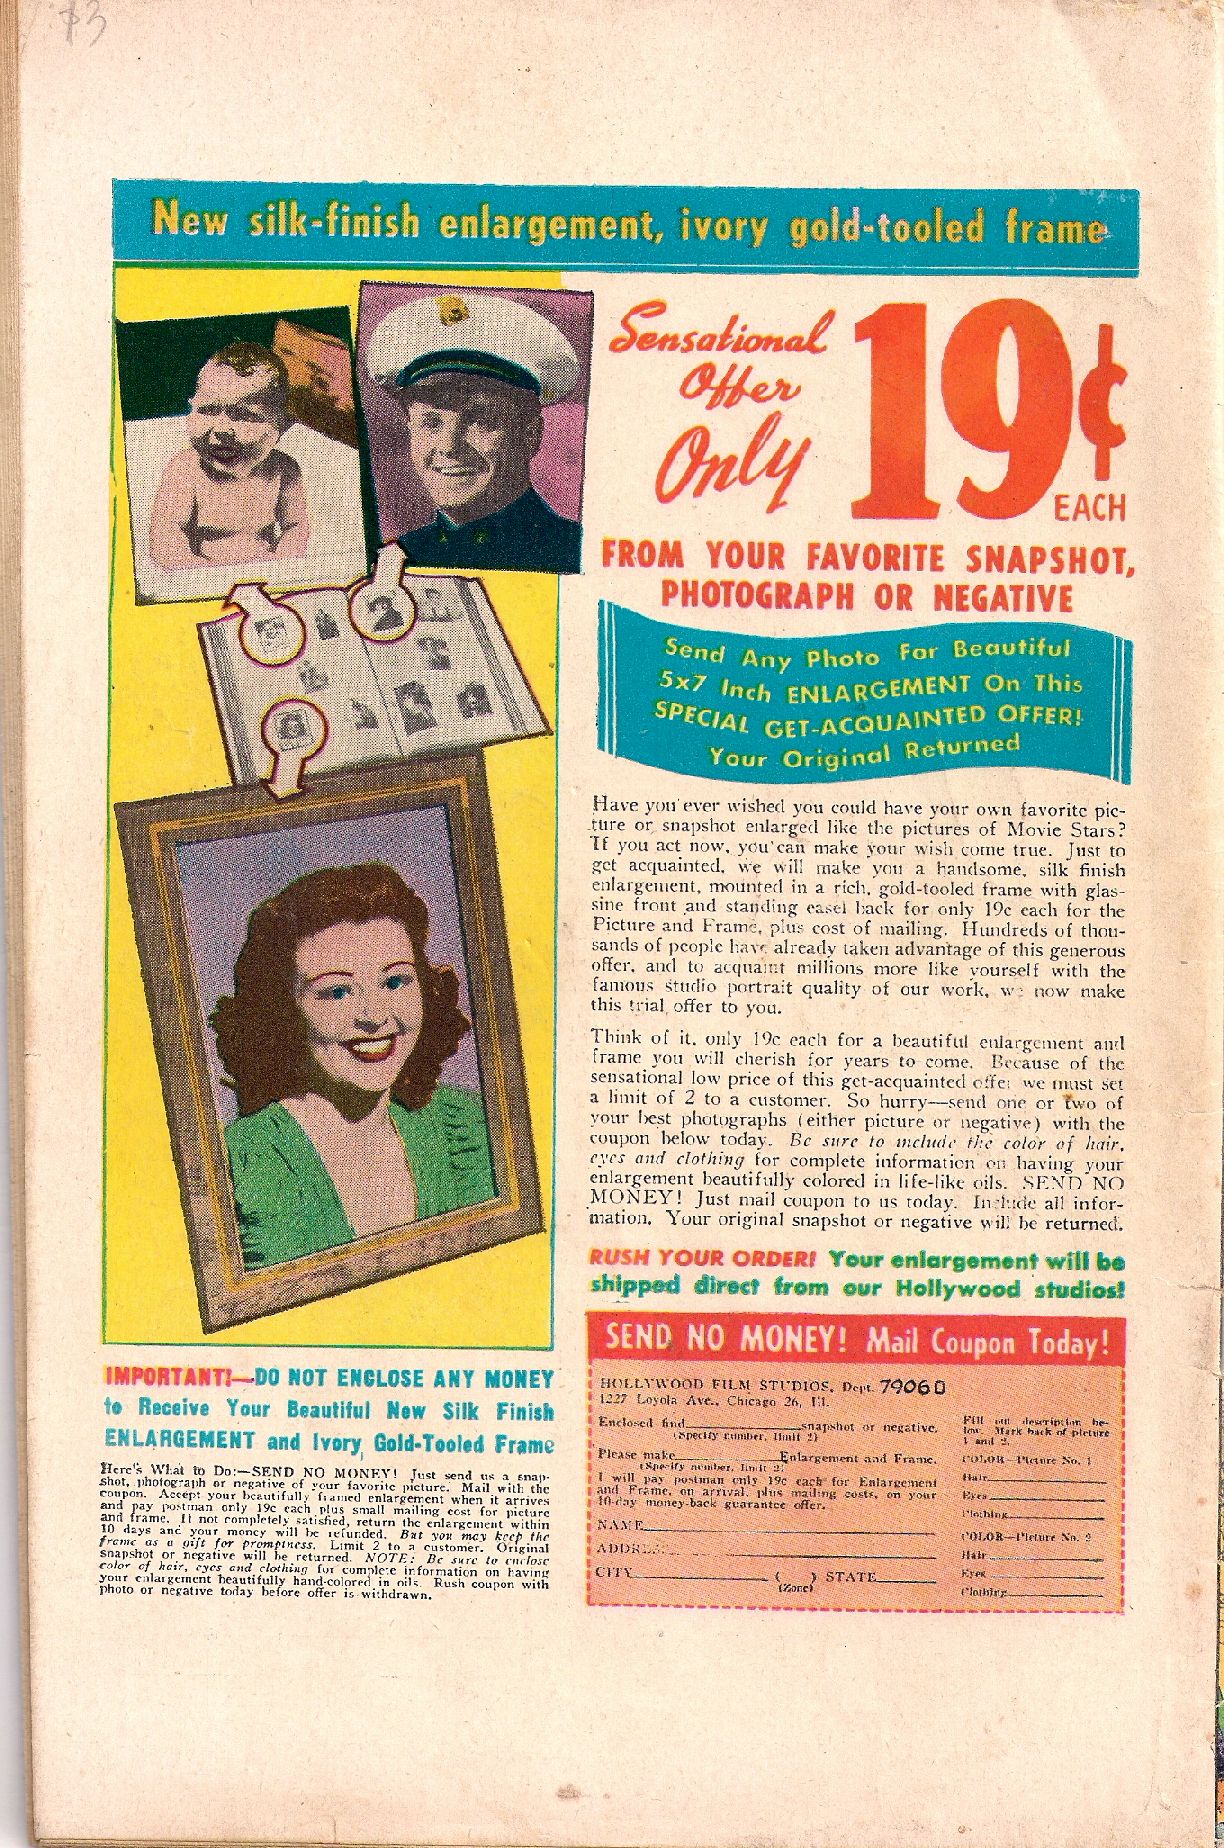 New silk-finish enlargement, ivory gold-tooled frame
Sensational
Offer
Only
19¢
EACH
FROM YOUR FAVORITE SNAPSHOT,
PHOTOGRAPH OR NEGATIVE
Send Any Photo For Beautiful
5x7 Inch ENLARGEMENT On This
SPECIAL GET-ACQUAINTED OFFER!
Your Original Returned
Have you ever wished you could have your own favorite pic-
ture or snapshot enlarged like the pictures of Movie Stars?
If you act now, you can make your wish come true. Just to
get acquainted, we will make you a handsome, silk finish
enlargement, mounted in a rich, gold-tooled frame with glas-
sine front and standing easel back for only 19c each for the
Picture and Frame, plus cost of mailing. Hundreds of thou-
sands of people have already taken advantage of this generous
offer, and to acquaint millions more like yourself with the
famous studio portrait quality of our work, we now make
this trial offer to you.
Think of it, only 19c each for a beautiful enlargement and
frame you will cherish for years to come. Because of the
sensational low price of this get-acquainted offer we must set
a limit of 2 to a customer. So hurry—send one or two of
your best photographs (either picture or negative) with the
coupon below today. Be sure to include the color of hair,
eyes and clothing for complete information on having your
enlargement beautifully colored in life-like oils. SEND NO
MONEY! Just mail coupon to us today. Include all infor-
mation. Your original snapshot or negative will be returned.
RUSH YOUR ORDER! Your enlargement will be
shipped direct from our Hollywood studios!
IMPORTANT!—DO NOT ENCLOSE ANY MONEY
to Receive Your Beautiful New Silk Finish
ENLARGEMENT and Ivory, Gold-Tooled Frame
Here's What to Do:—SEND NO MONEY! Just send us a snap-
shot, photograph or negative of your favorite picture. Mail with the
coupon. Accept your beautifully framed enlargement when it arrives
and pay postman only 19c each plus small mailing cost for picture
and frame. If not completely satisfied, return the enlargement within
10 days and your money will be refunded. But you may keep the
frame as a gift for promptness. Limit 2 to a customer. Original
snapshot or negative will be returned. NOTE: Be sure to enclose
color of hair, eyes and clothing for complete information on having
your enlargement beautifully hand-colored in oils. Rush coupon with
photo or negative today before offer is withdrawn.
SEND NO MONEY! Mail Coupon Today!
HOLLYWOOD FILM STUDIOS, Dept. 79060
1227 Loyola Ave., Chicago 26, Ill.
Enclosed find snapshot or negative.
(Specify number, limit 2)
Please make Enlargement and Frame.
(Specify number, limit 2)
I will pay postman only 19c each for Enlargement
and Frame, on arrival, plus mailing costs, on your
10-day money-back guarantee offer.
NAME
ADDRESS
CITY ( ) STATE
(Zone)
Fill out description be-
low. Mark back of picture
1 and 2.
COLOR—Picture No. 1
Hair
Eyes
Clothing
COLOR—Picture No. 2
Hair
Eyes
Clothing